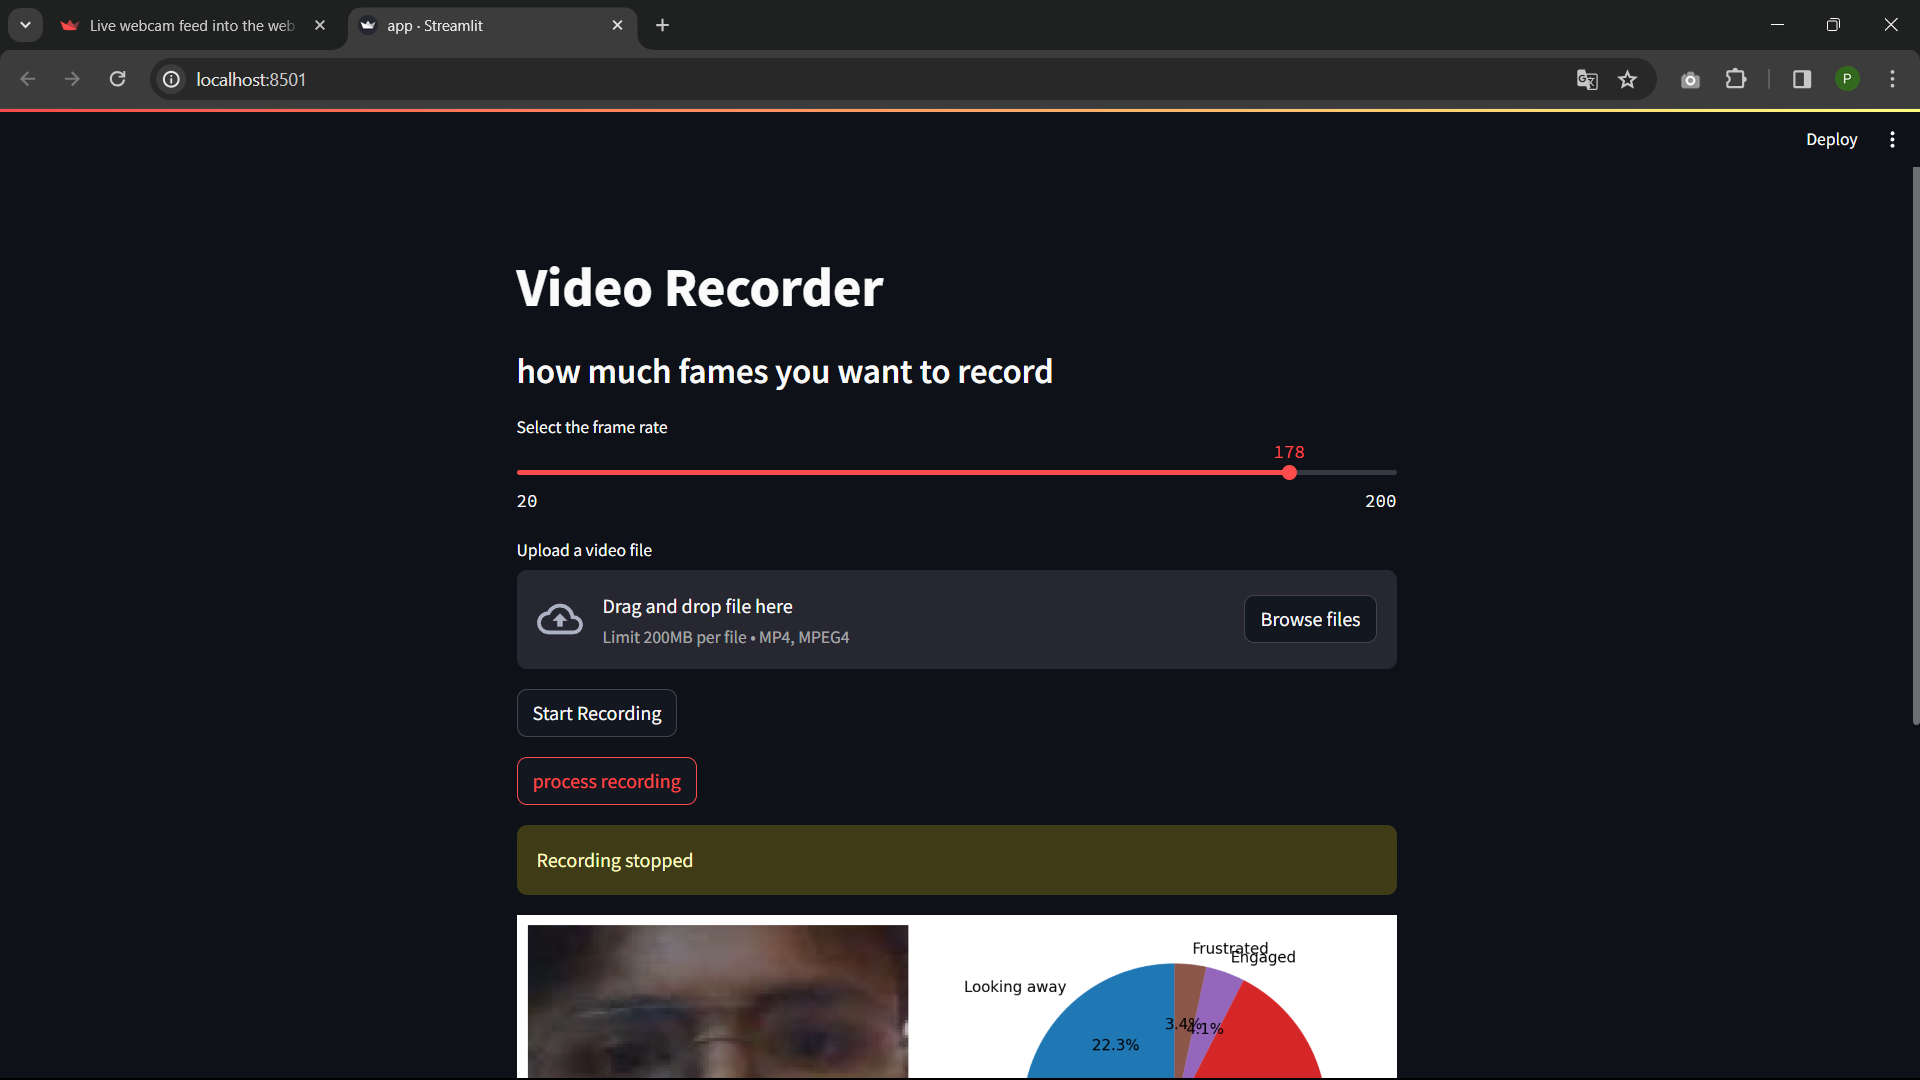 Live webcam feed into the web
app · Streamlit
localhost:8501
P
Deploy
Video Recorder
how much fames you want to record
Select the frame rate
178
20 200
Upload a video file
Drag and drop file here
Limit 200MB per file • MP4, MPEG4
Browse files
Start Recording
process recording
Recording stopped
Frustrated
Engaged
Looking away
3.4%
4.1%
22.3%